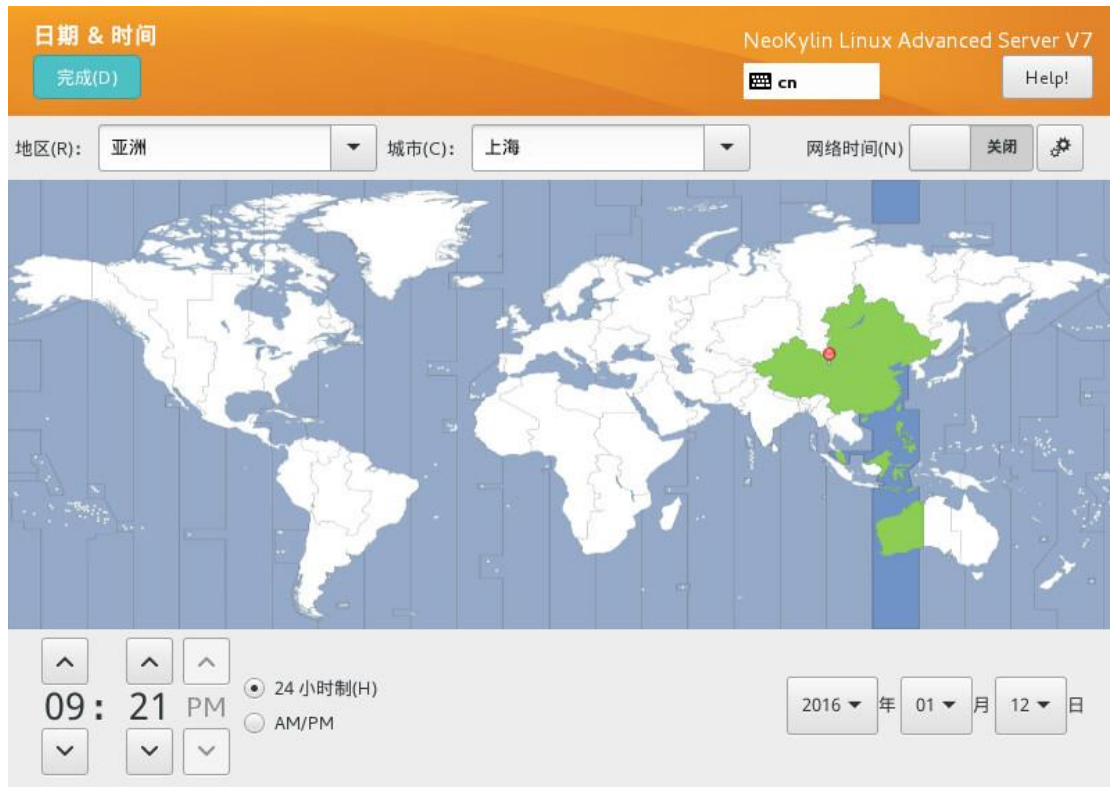 日期 & 时间
NeoKylin Linux Advanced Server V7
完成(D)
cn
Help!
地区(R): 亚洲 城市(C): 上海 网络时间(N) 关闭
09 : 21 PM
24 小时制(H)
AM/PM
2016 年 01 月 12 日